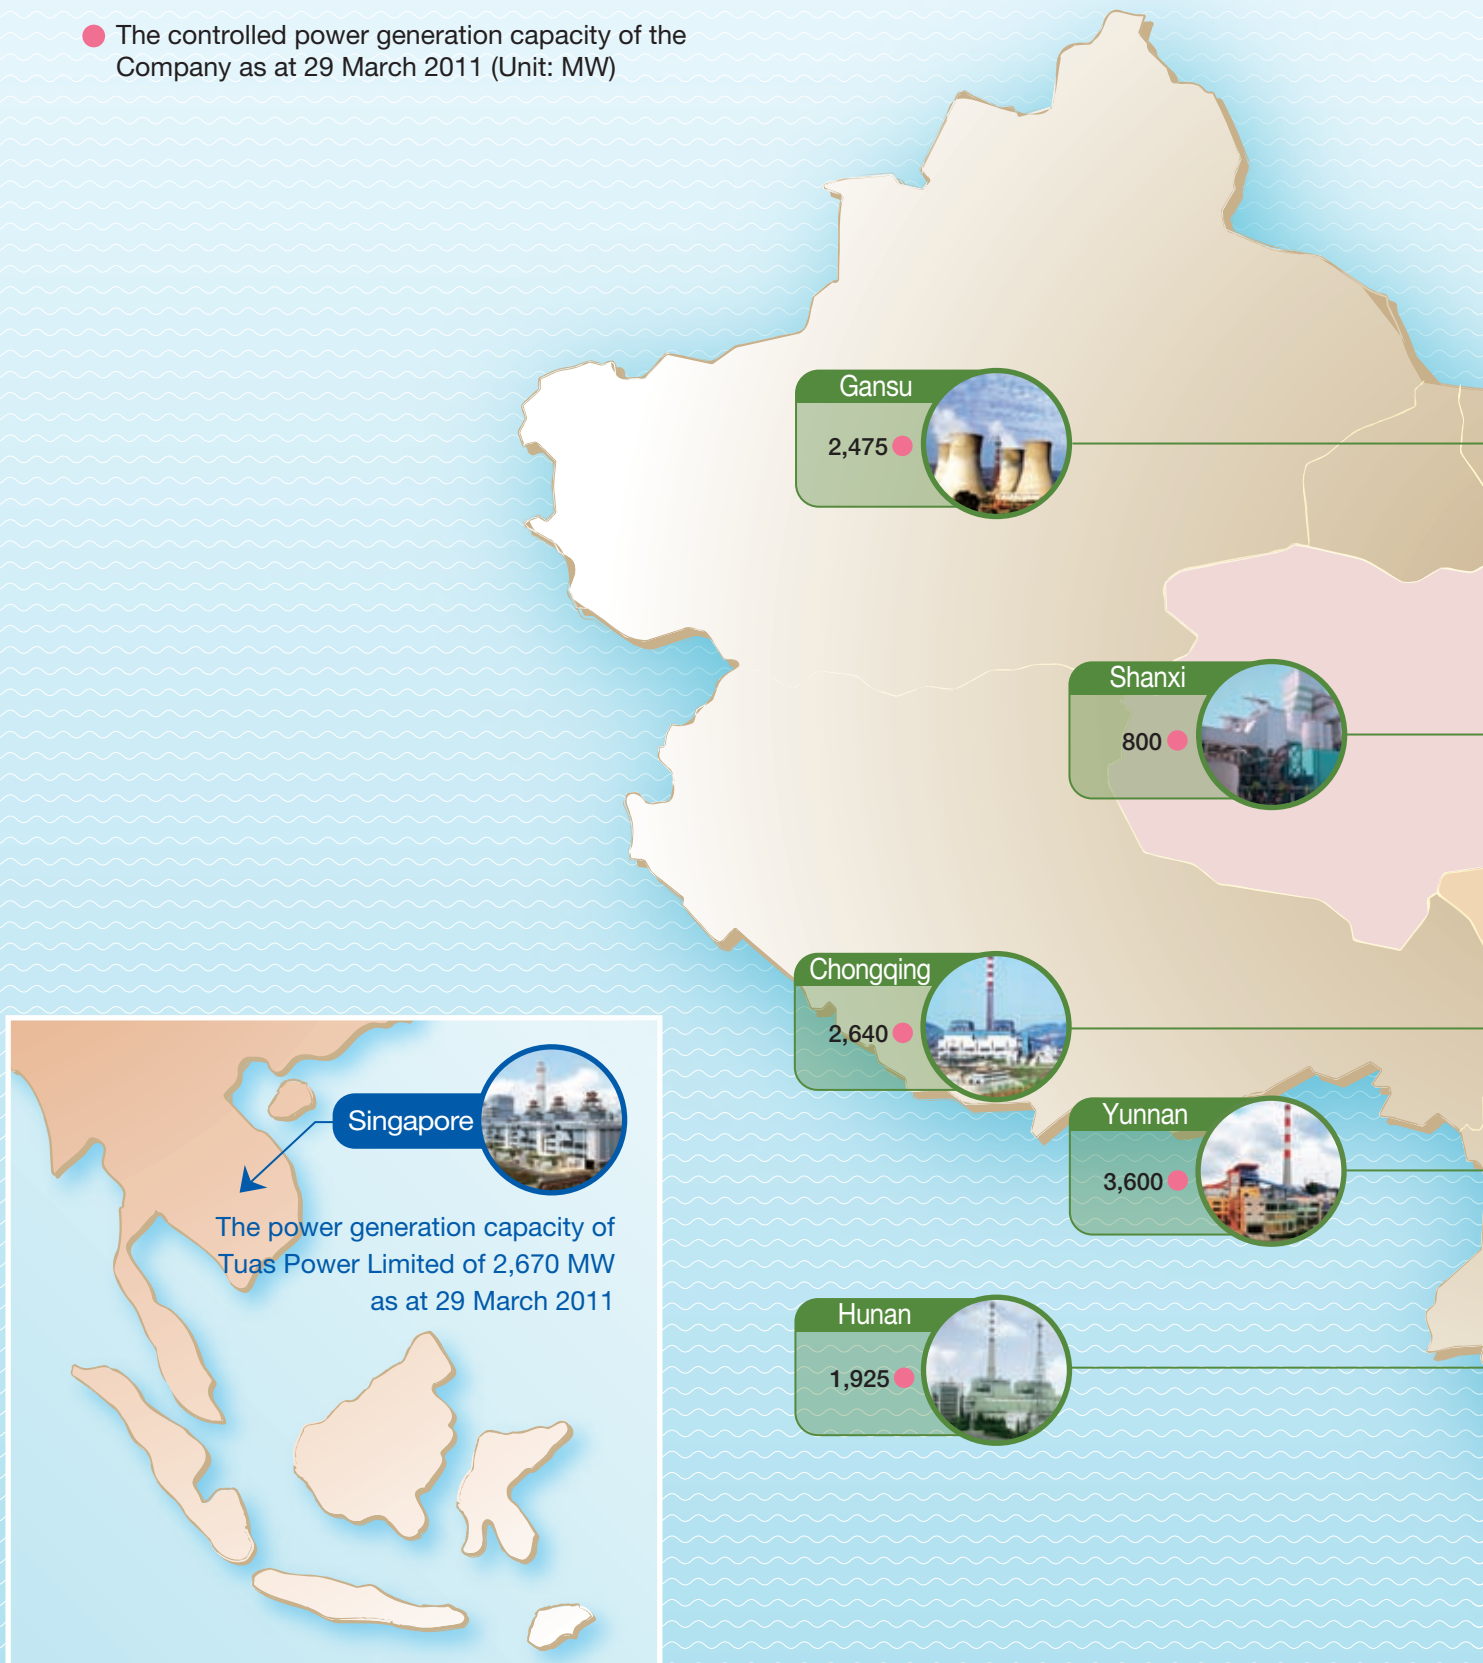 The controlled power generation capacity of the
Company as at 29 March 2011 (Unit: MW)
Gansu
2,475
Shanxi
800
Chongqing
2,640
Yunnan
3,600
Hunan
1,925
Singapore
The power generation capacity of
Tuas Power Limited of 2,670 MW
as at 29 March 2011